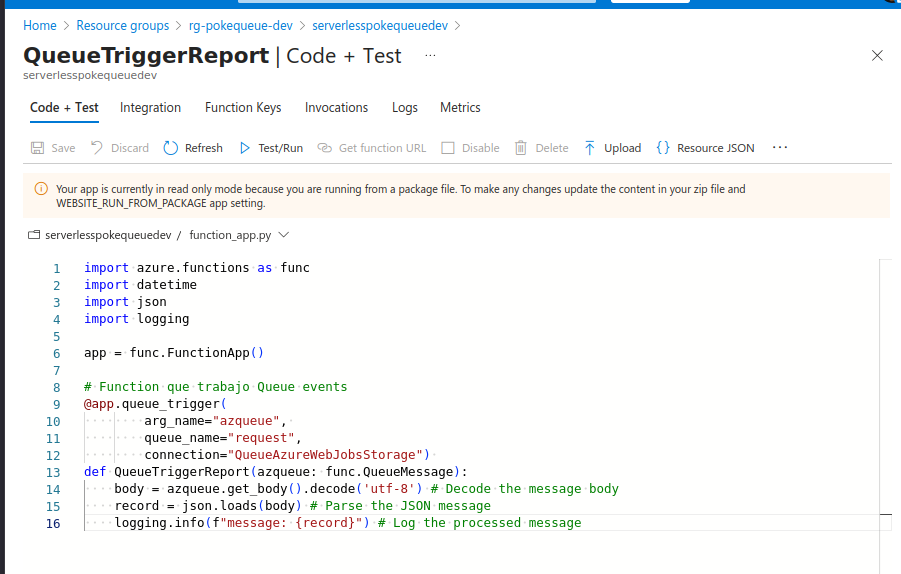 Home > Resource groups > rg-pokequeue-dev > serverlesspokequeuedev >
QueueTriggerReport | Code + Test ...
serverlesspokequeuedev
Code + Test Integration Function Keys Invocations Logs Metrics
Save Discard Refresh Test/Run Get function URL Disable Delete Upload {} Resource JSON ...
Your app is currently in read only mode because you are running from a package file. To make any changes update the content in your zip file and
WEBSITE_RUN_FROM_PACKAGE app setting.
serverlesspokequeuedev / function_app.py
1 import azure.functions as func
2 import datetime
3 import json
4 import logging
5
6 app = func.FunctionApp()
7
8 # Function que trabajo Queue events
9 @app.queue_trigger(
10         arg_name="azqueue",
11         queue_name="request",
12         connection="QueueAzureWebJobsStorage")
13 def QueueTriggerReport(azqueue: func.QueueMessage):
14     body = azqueue.get_body().decode('utf-8') # Decode the message body
15     record = json.loads(body) # Parse the JSON message
16     logging.info(f"message: {record}") # Log the processed message